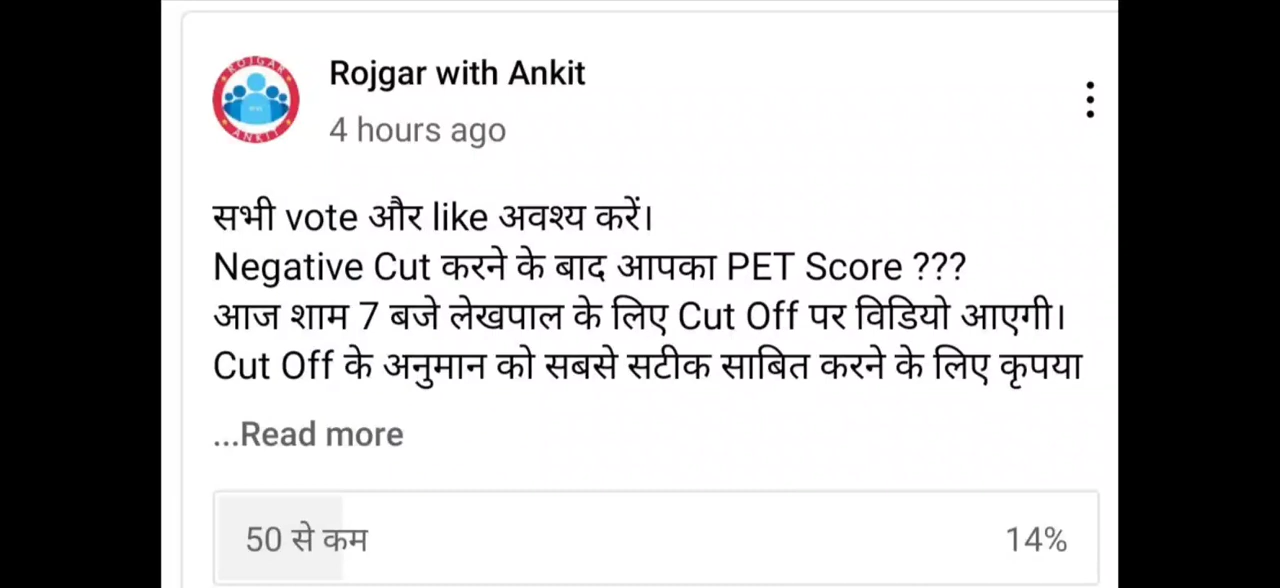 ROJGAR
ANKIT
Rojgar with Ankit
4 hours ago
सभी vote और like अवश्य करें।
Negative Cut करने के बाद आपका PET Score ???
आज शाम 7 बजे लेखपाल के लिए Cut Off पर विडियो आएगी।
Cut Off के अनुमान को सबसे सटीक साबित करने के लिए कृपया
...Read more
50 से कम 14%